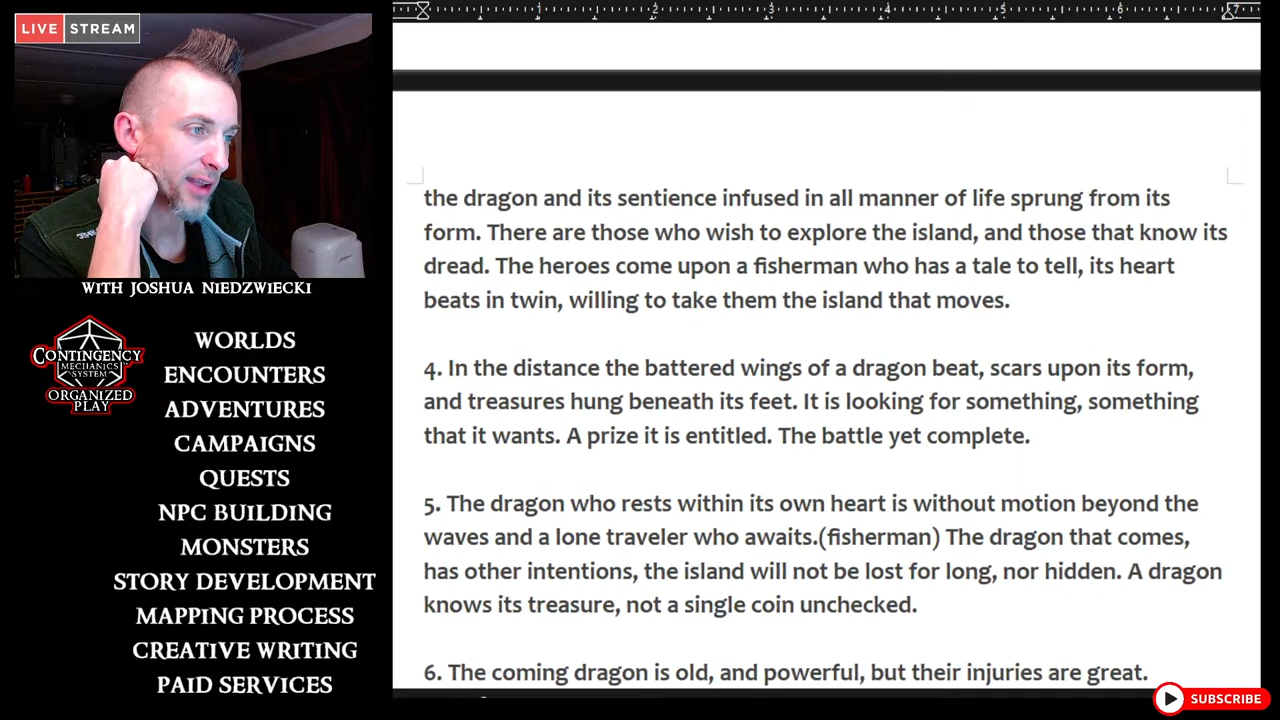 LIVE STREAM
WITH JOSHUA NIEDZWIECKI
CONTINGENCY
MECHANICS
SYSTEM
ORGANIZED
PLAY
WORLDS
ENCOUNTERS
ADVENTURES
CAMPAIGNS
QUESTS
NPC BUILDING
MONSTERS
STORY DEVELOPMENT
MAPPING PROCESS
CREATIVE WRITING
PAID SERVICES
1 2 3 4 5 6 7
the dragon and its sentience infused in all manner of life sprung from its
form. There are those who wish to explore the island, and those that know its
dread. The heroes come upon a fisherman who has a tale to tell, its heart
beats in twin, willing to take them the island that moves.
4. In the distance the battered wings of a dragon beat, scars upon its form,
and treasures hung beneath its feet. It is looking for something, something
that it wants. A prize it is entitled. The battle yet complete.
5. The dragon who rests within its own heart is without motion beyond the
waves and a lone traveler who awaits.(fisherman) The dragon that comes,
has other intentions, the island will not be lost for long, nor hidden. A dragon
knows its treasure, not a single coin unchecked.
6. The coming dragon is old, and powerful, but their injuries are great.
SUBSCRIBE